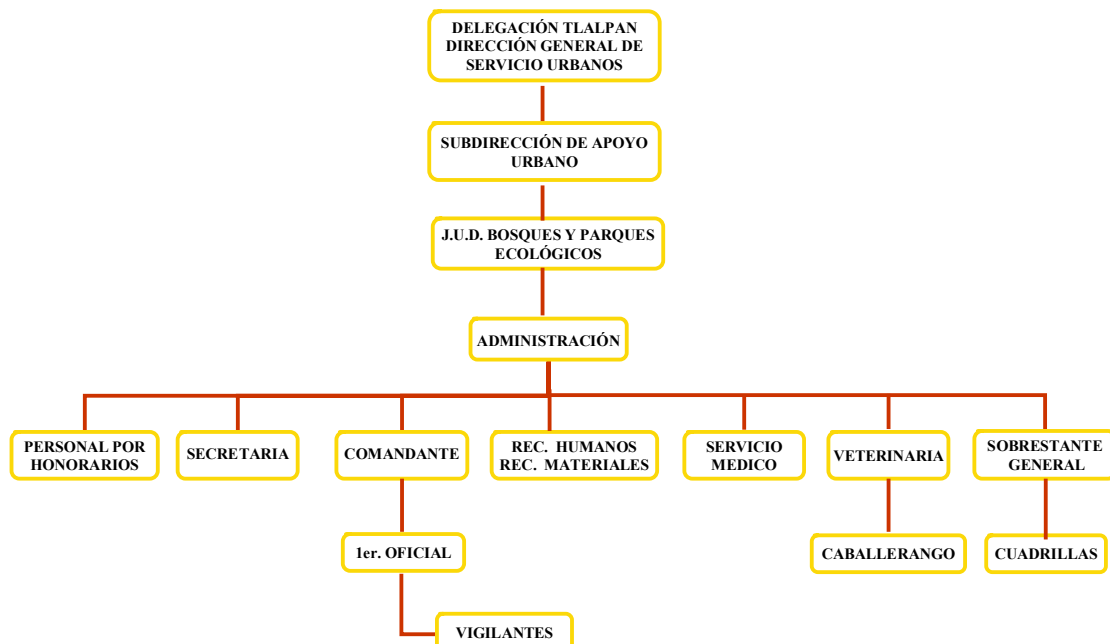 DELEGACIÓN TLALPAN
DIRECCIÓN GENERAL DE
SERVICIO URBANOS
SUBDIRECCIÓN DE APOYO
URBANO
J.U.D. BOSQUES Y PARQUES
ECOLÓGICOS
ADMINISTRACIÓN
PERSONAL POR
HONORARIOS
SECRETARIA
COMANDANTE
REC. HUMANOS
REC. MATERIALES
SERVICIO
MEDICO
VETERINARIA
SOBRESTANTE
GENERAL
1er. OFICIAL
CABALLERANGO
CUADRILLAS
VIGILANTES